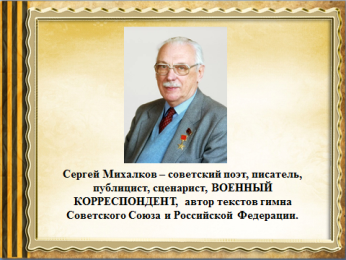 Сергей Михалков – советский поэт, писатель,
публицист, сценарист, ВОЕННЫЙ
КОРРЕСПОНДЕНТ, автор текстов гимна
Советского Союза и Российской Федерации.